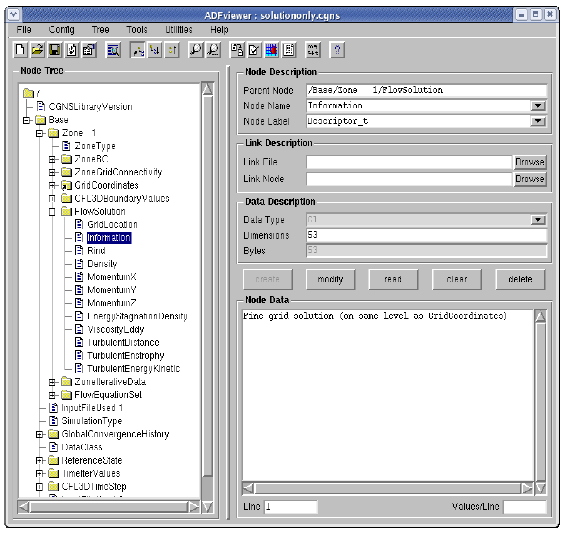 ADFviewer : solutiononly.cgns
File Config Tree Tools Utilities Help
Node Tree
/
CGNSLibraryVersion
Base
Zone 1
ZoneType
ZoneBC
ZoneGridConnectivity
GridCoordinates
CFL3DBoundaryValues
FlowSolution
GridLocation
Information
Rind
Density
MomentumX
MomentumY
MomentumZ
EnergyStagnationDensity
ViscosityEddy
TurbulentDistance
TurbulentEnstrophy
TurbulentEnergyKinetic
ZoneIterativeData
FlowEquationSet
InputFileUsed 1
SimulationType
GlobalConvergenceHistory
DataClass
ReferenceState
TimeIterValues
CFL3DTimeStep
Node Description
Parent Node /Base/Zone 1/FlowSolution
Node Name Information
Node Label Descriptor_t
Link Description
Link File Browse
Link Node Browse
Data Description
Data Type C1
Dimensions 53
Bytes 53
create modify read clear delete
Node Data
Fine grid solution (on same level as GridCoordinates)
Line 1 Values/Line